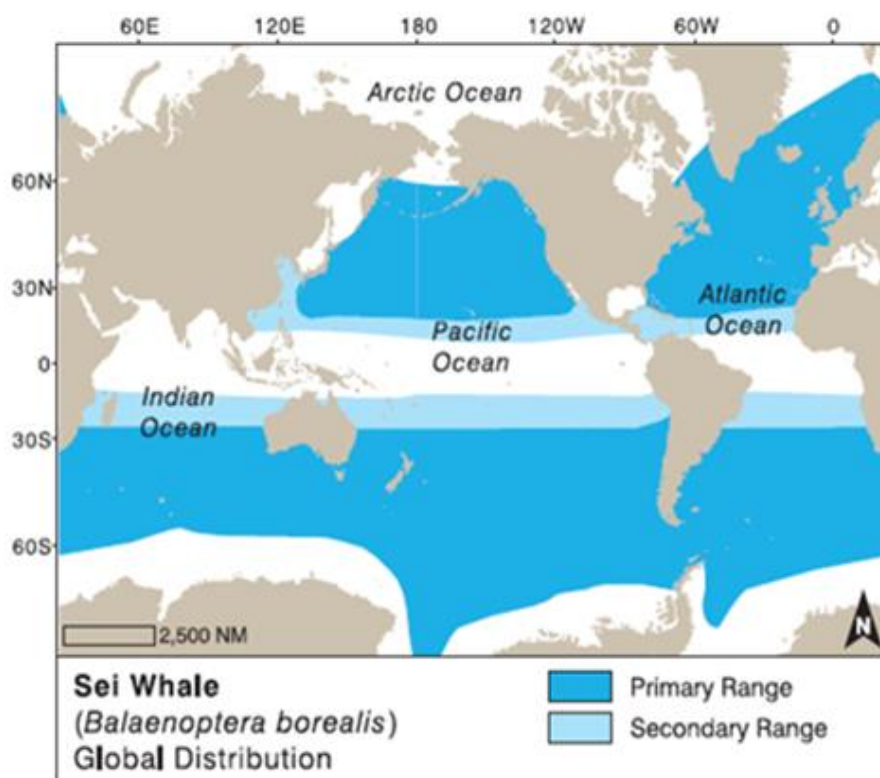 60E 120E 180 120W 60W 0
Arctic Ocean
60N
30N
Atlantic
Ocean
Pacific
Ocean
0
Indian
Ocean
30S
60S
2,500 NM
N
Sei Whale
(Balaenoptera borealis)
Global Distribution
Primary Range
Secondary Range